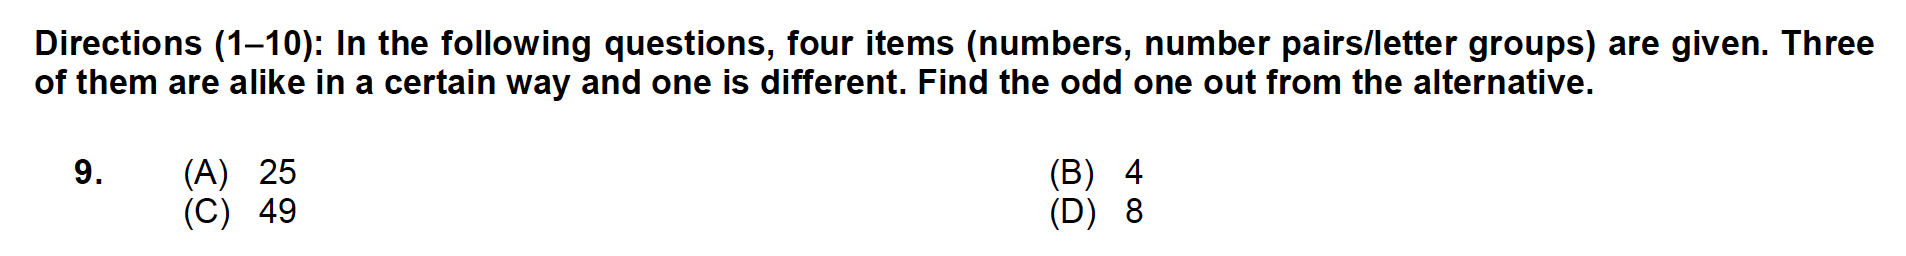 Directions (1–10): In the following questions, four items (numbers, number pairs/letter groups) are given. Three
of them are alike in a certain way and one is different. Find the odd one out from the alternative.
9. (A) 25 (B) 4
(C) 49 (D) 8